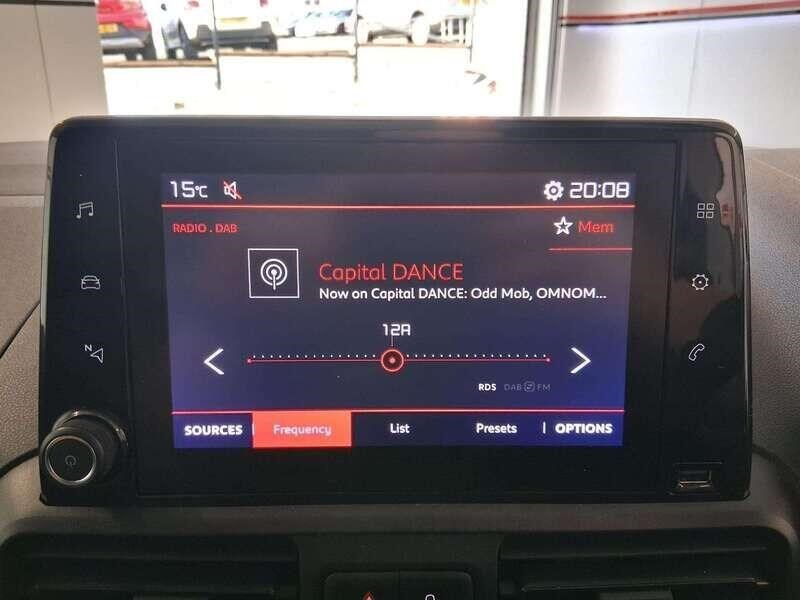 15°C 20:08
RADIO . DAB Mem
Capital DANCE
Now on Capital DANCE: Odd Mob, OMNOM...
12A
N
RDS DAB FM
SOURCES Frequency List Presets OPTIONS